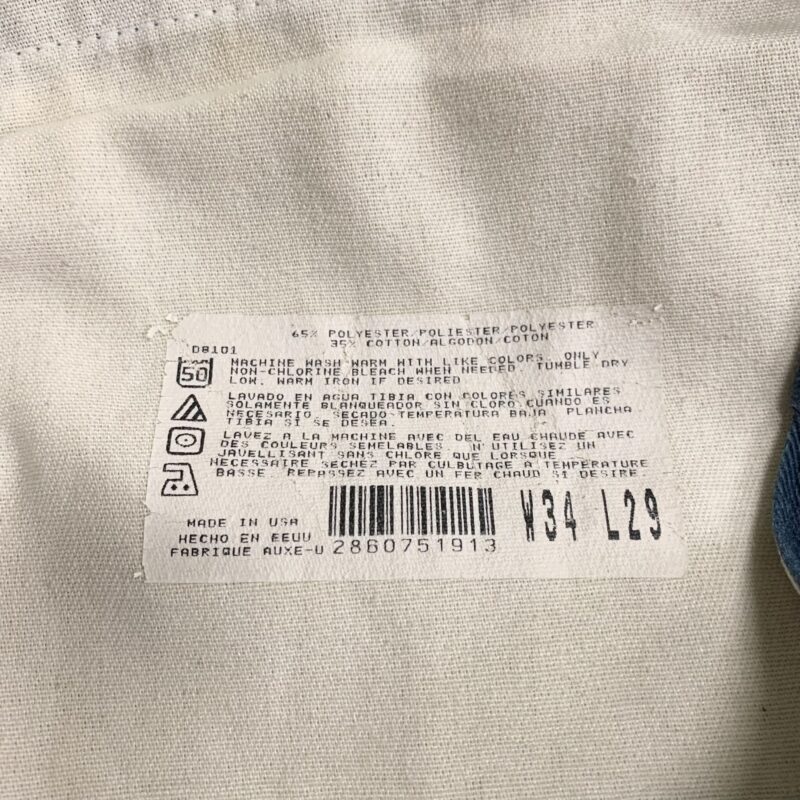 65% POLYESTER/POLIESTER/POLYESTER
35% COTTON/ALGODON/COTON
D8101
50
MACHINE WASH WARM WITH LIKE COLORS. ONLY
NON-CHLORINE BLEACH WHEN NEEDED. TUMBLE DRY
LOW. WARM IRON IF DESIRED
LAVADO EN AGUA TIBIA CON COLORES SIMILARES
SOLAMENTE BLANQUEADOR SIN CLORO CUANDO ES
NECESARIO. SECADO-TEMPERATURA BAJA. PLANCHA
TIBIA SI SE DESEA.
LAVEZ A LA MACHINE AVEC DEL EAU CHAUDE AVEC
DES COULEURS SEMELABLES. N'UTILISEZ UN
JAVELLISANT SANS CHLORE QUE LORSQUE
NECESSAIRE SECHEZ PAR CULBUTAGE A TEMPERATURE
BASSE. REPASSEZ AVEC UN FER CHAUD SI DESIRE.
MADE IN USA
HECHO EN EEUU
FABRIQUE AUXE-U
2860751913
W34 L29